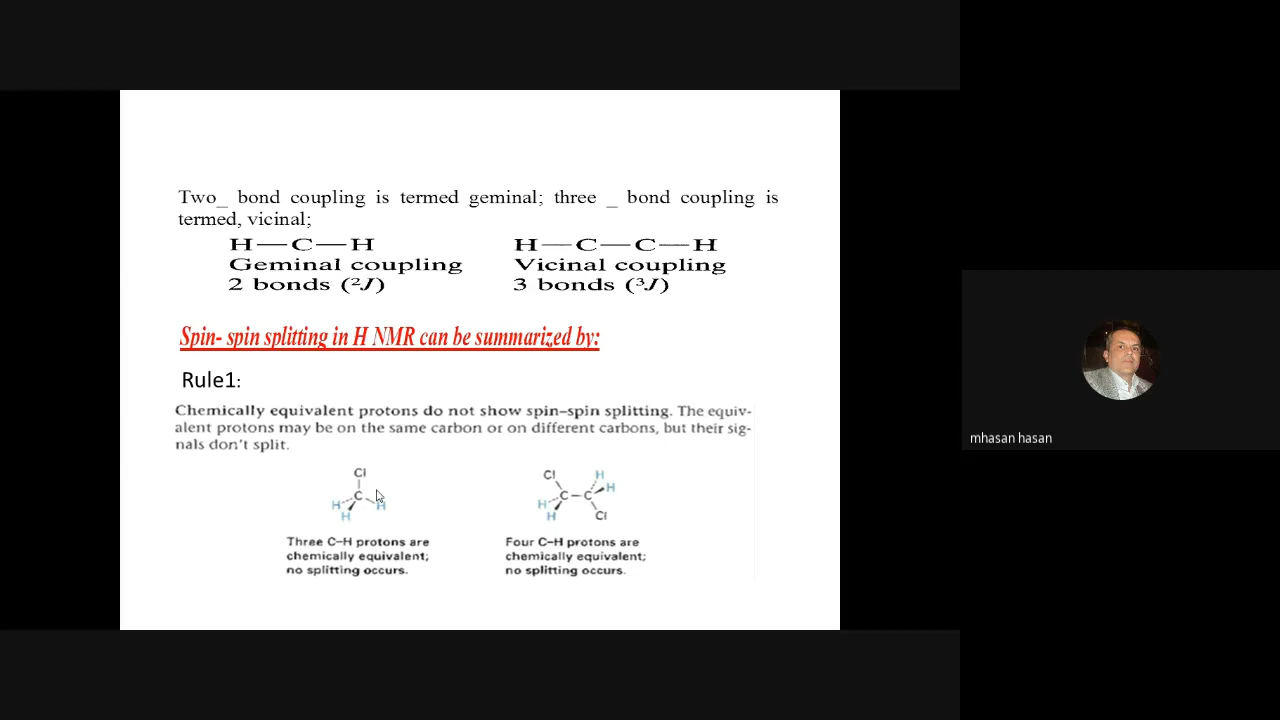 Two_ bond coupling is termed geminal; three _ bond coupling is
termed, vicinal;
H—C—H
Geminal coupling
2 bonds (²J)
H—C—C—H
Vicinal coupling
3 bonds (³J)
Spin- spin splitting in H NMR can be summarized by:
Rule1:
Chemically equivalent protons do not show spin–spin splitting. The equiv-
alent protons may be on the same carbon or on different carbons, but their sig-
nals don't split.
Cl
C
H
H
H
Three C–H protons are
chemically equivalent;
no splitting occurs.
Cl
H
H
C–C
H
H
Cl
Four C–H protons are
chemically equivalent;
no splitting occurs.
mhasan hasan